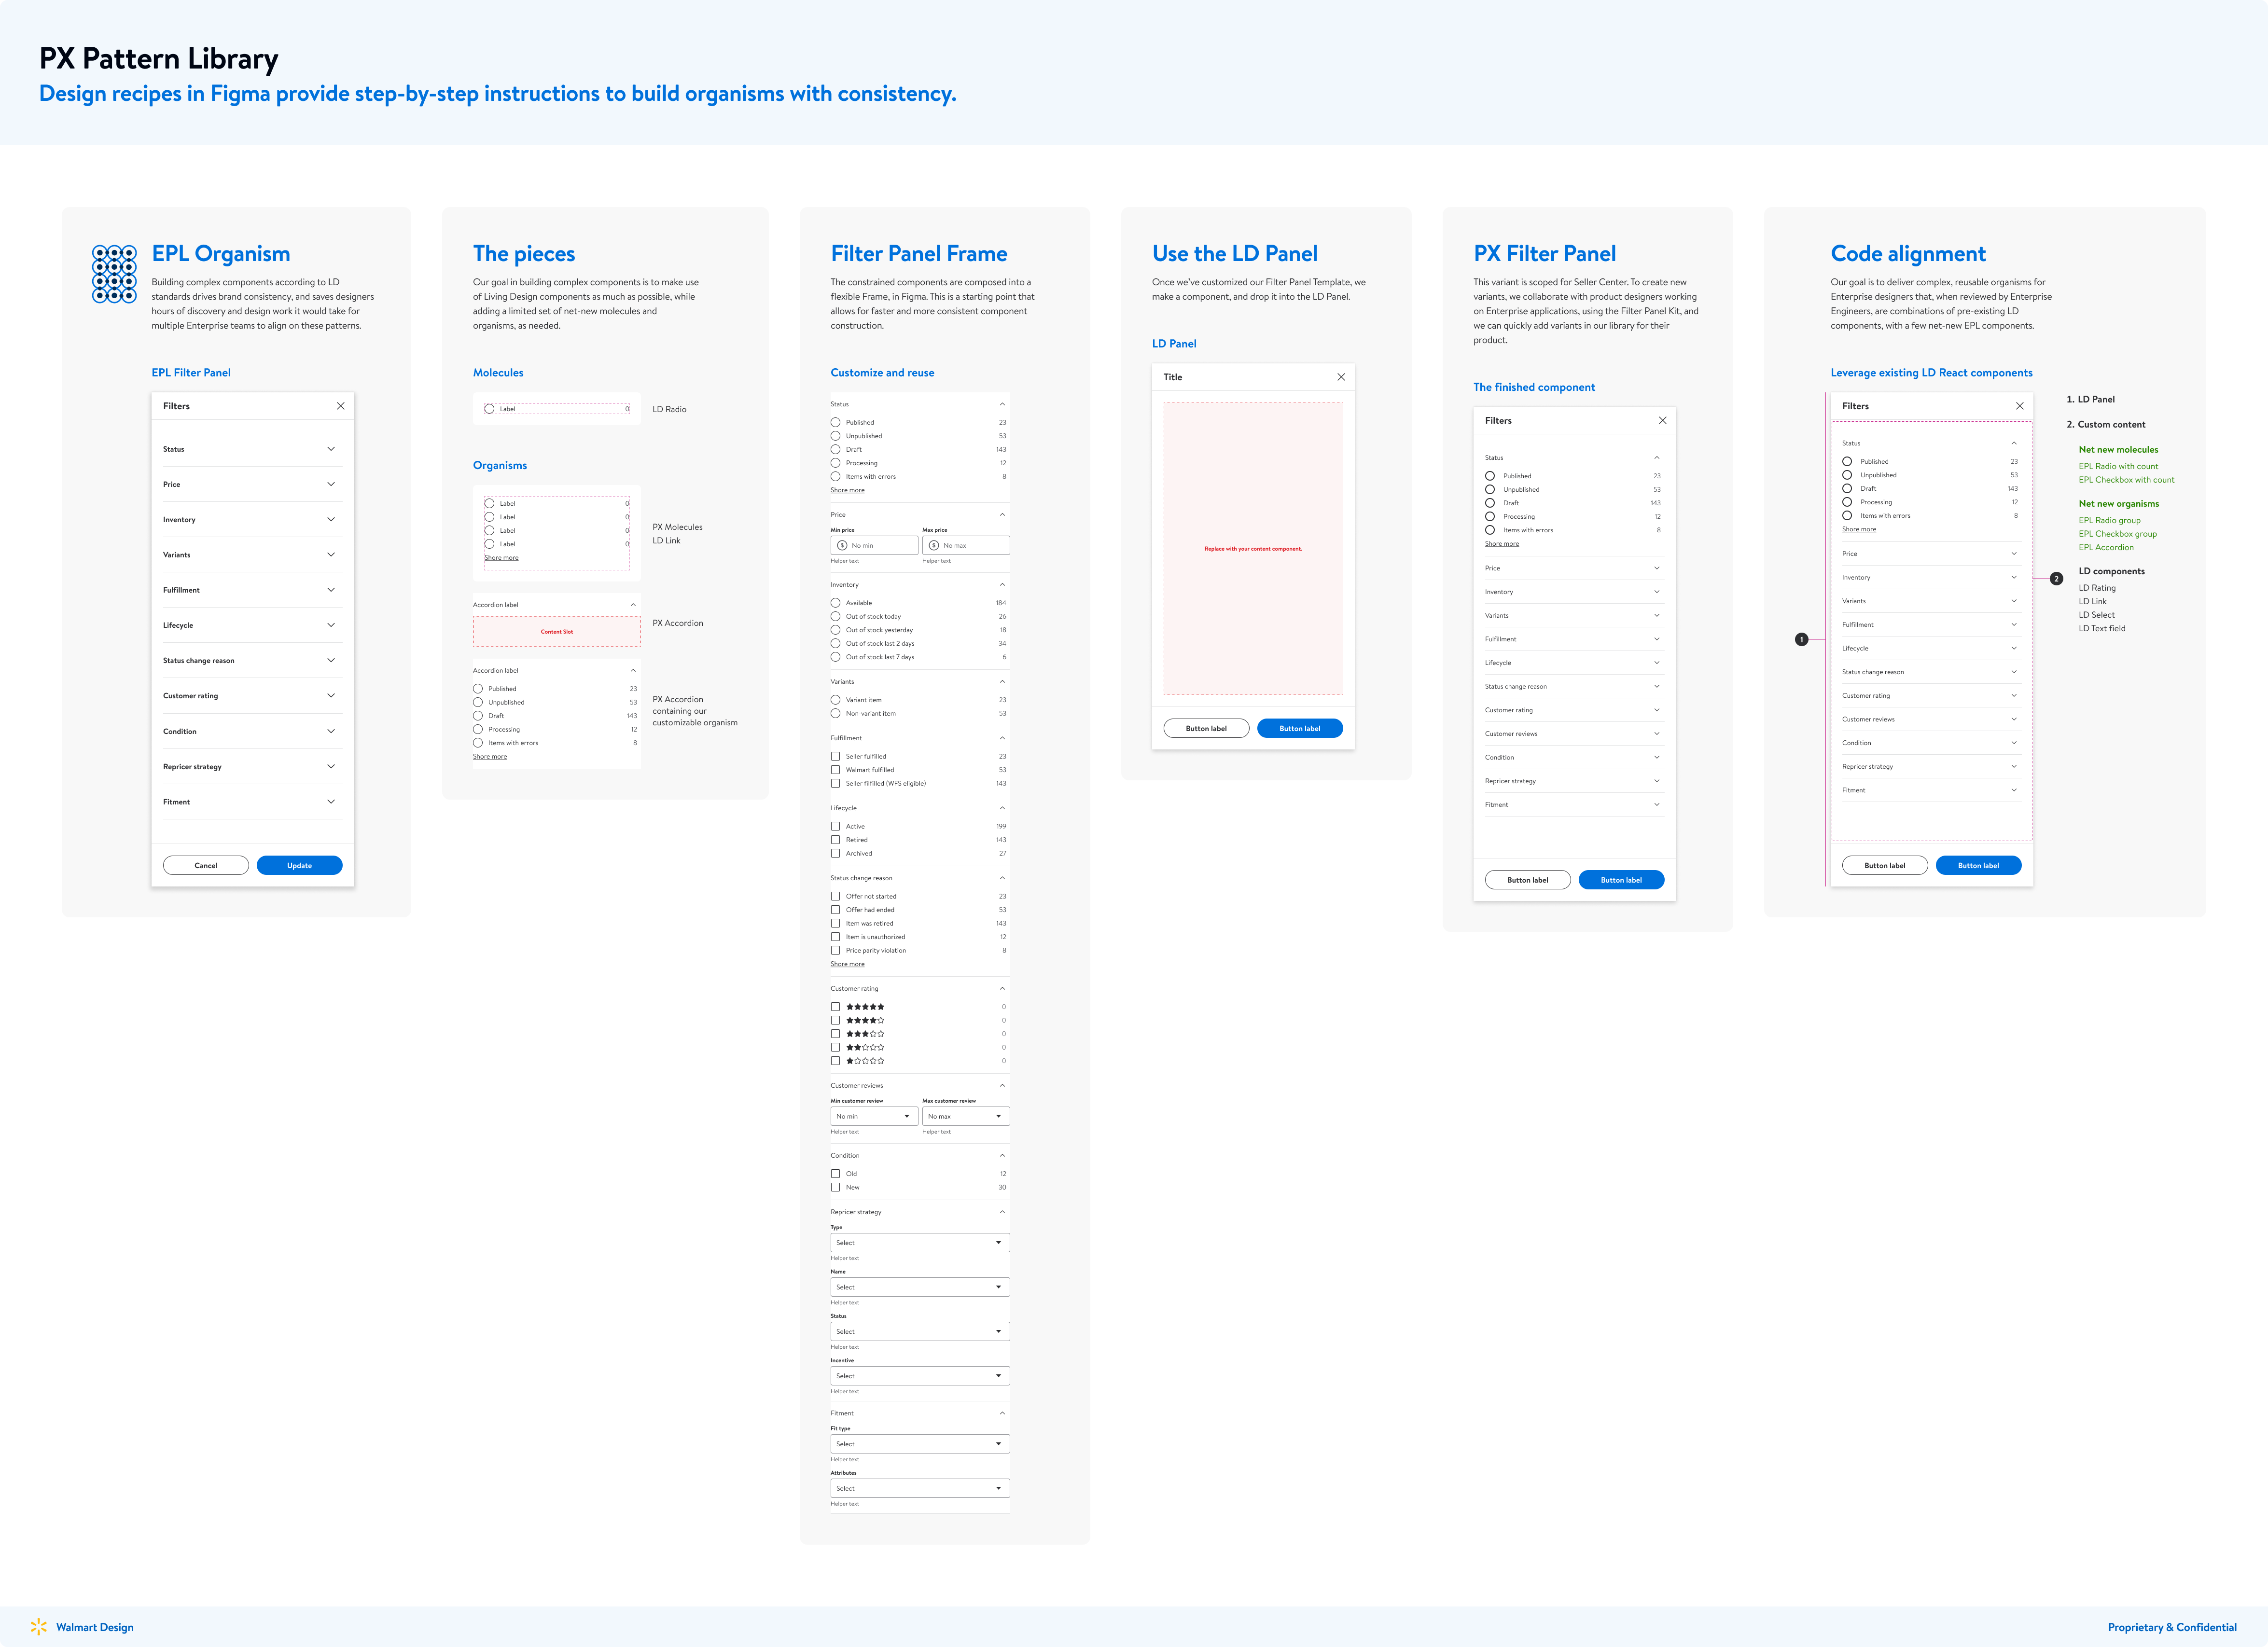 PX Pattern Library
Design recipes in Figma provide step-by-step instructions to build organisms with consistency.
EPL Organism
Building complex components according to LD
standards drives brand consistency, and saves designers
hours of discovery and design work it would take for
multiple Enterprise teams to align on these patterns.
EPL Filter Panel
Filters
Status
Price
Inventory
Variants
Fulfillment
Lifecycle
Status change reason
Customer rating
Condition
Repricer strategy
Fitment
Cancel
Update
The pieces
Our goal in building complex components is to make use
of Living Design components as much as possible, while
adding a limited set of net-new molecules and
organisms, as needed.
Molecules
Label 0
LD Radio
Organisms
Label 0
Label 0
Label 0
Label 0
Shore more
PX Molecules
LD Link
Accordion label
Content Slot
PX Accordion
Accordion label
Published 23
Unpublished 53
Draft 143
Processing 12
Items with errors 8
Shore more
PX Accordion
containing our
customizable organism
Filter Panel Frame
The constrained components are composed into a
flexible Frame, in Figma. This is a starting point that
allows for faster and more consistent component
construction.
Customize and reuse
Status
Published 23
Unpublished 53
Draft 143
Processing 12
Items with errors 8
Shore more
Price
Min price Max price
$ No min $ No max
Helper text Helper text
Inventory
Available 184
Out of stock today 26
Out of stock yesterday 18
Out of stock last 2 days 34
Out of stock last 7 days 6
Variants
Variant item 23
Non-variant item 53
Fulfillment
Seller fulfilled 23
Walmart fulfilled 53
Seller filfilled (WFS eligible) 143
Lifecycle
Active 199
Retired 143
Archived 27
Status change reason
Offer not started 23
Offer had ended 53
Item was retired 143
Item is unauthorized 12
Price parity violation 8
Shore more
Customer rating
0
0
0
0
0
Customer reviews
Min customer review Max customer review
No min No max
Helper text Helper text
Condition
Old 12
New 30
Repricer strategy
Type
Select
Helper text
Name
Select
Helper text
Status
Select
Helper text
Incentive
Select
Helper text
Fitment
Fit type
Select
Helper text
Attributes
Select
Helper text
Use the LD Panel
Once we've customized our Filter Panel Template, we
make a component, and drop it into the LD Panel.
LD Panel
Title
Replace with your content component.
Button label
Button label
PX Filter Panel
This variant is scoped for Seller Center. To create new
variants, we collaborate with product designers working
on Enterprise applications, using the Filter Panel Kit, and
we can quickly add variants in our library for their
product.
The finished component
Filters
Status
Published 23
Unpublished 53
Draft 143
Processing 12
Items with errors 8
Shore more
Price
Inventory
Variants
Fulfillment
Lifecycle
Status change reason
Customer rating
Customer reviews
Condition
Repricer strategy
Fitment
Button label
Button label
Code alignment
Our goal is to deliver complex, reusable organisms for
Enterprise designers that, when reviewed by Enterprise
Engineers, are combinations of pre-existing LD
components, with a few net-new EPL components.
Leverage existing LD React components
Filters
Status
Published 23
Unpublished 53
Draft 143
Processing 12
Items with errors 8
Shore more
Price
Inventory
Variants
Fulfillment
Lifecycle
Status change reason
Customer rating
Customer reviews
Condition
Repricer strategy
Fitment
Button label
Button label
1
2
1. LD Panel
2. Custom content
Net new molecules
EPL Radio with count
EPL Checkbox with count
Net new organisms
EPL Radio group
EPL Checkbox group
EPL Accordion
LD components
LD Rating
LD Link
LD Select
LD Text field
Walmart Design
Proprietary & Confidential